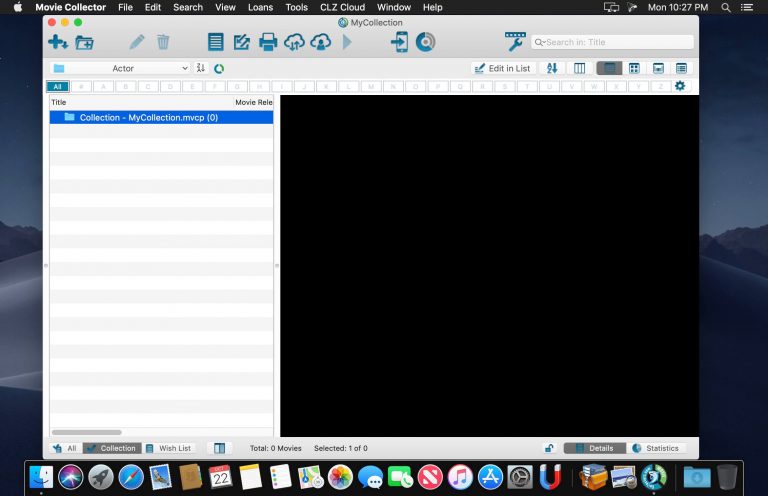 Movie Collector File Edit Search View Loans Tools CLZ Cloud Window Help Mon 10:27 PM
MyCollection
Search in: Title
Actor Edit in List
All # A B C D E F G H I J K L M N O P Q R S T U V W X Y Z
Title Movie Rele
Collection - MyCollection.mvcp (0)
All Collection Wish List Total: 0 Movies Selected: 1 of 0 Details Statistics
22